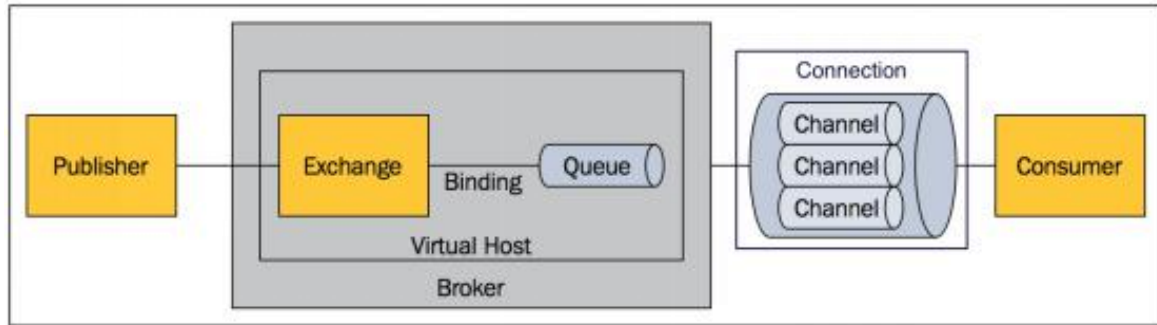 Publisher
Exchange
Binding
Queue
Virtual Host
Broker
Connection
Channel
Channel
Channel
Consumer